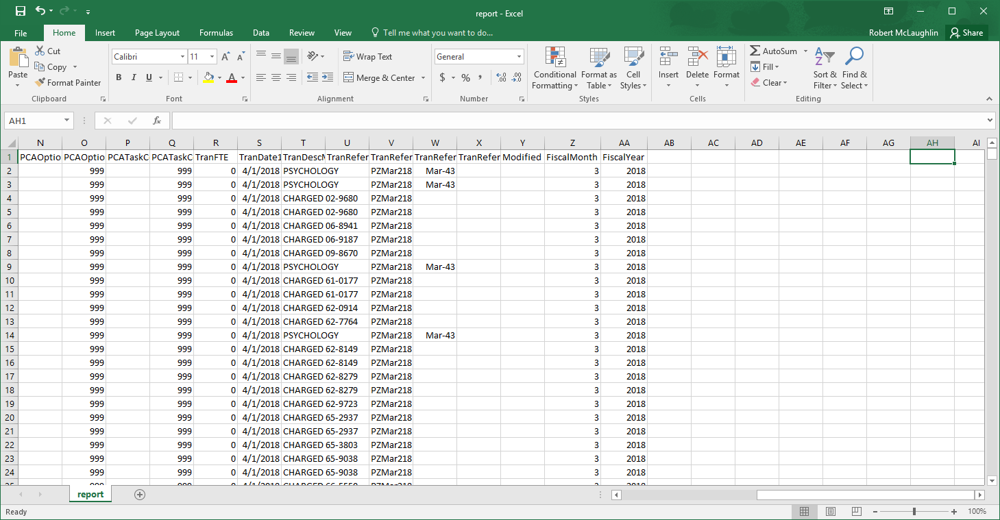 report - Excel
File Home Insert Page Layout Formulas Data Review View Tell me what you want to do... Robert McLaughlin Share
Paste Cut Copy Format Painter Clipboard
Calibri 11 A A B I U A Font
Wrap Text Merge & Center Alignment
General $ % , Number
Conditional Formatting Format as Table Cell Styles Styles
Insert Delete Format Cells
AutoSum Fill Clear Sort & Filter Find & Select Editing
AH1 fx
N O P Q R S T U V W X Y Z AA AB AC AD AE AF AG AH AI
1 PCAOptio PCAOptio PCATaskC PCATaskC TranFTE TranDate1 TranDescM TranRefer TranRefer TranRefer TranRefer Modified FiscalMonth FiscalYear
2 999 999 0 4/1/2018 PSYCHOLOGY PZMar218 Mar-43 3 2018
3 999 999 0 4/1/2018 PSYCHOLOGY PZMar218 Mar-43 3 2018
4 999 999 0 4/1/2018 CHARGED 02-9680 PZMar218 3 2018
5 999 999 0 4/1/2018 CHARGED 02-9680 PZMar218 3 2018
6 999 999 0 4/1/2018 CHARGED 06-8941 PZMar218 3 2018
7 999 999 0 4/1/2018 CHARGED 06-9187 PZMar218 3 2018
8 999 999 0 4/1/2018 CHARGED 09-8670 PZMar218 3 2018
9 999 999 0 4/1/2018 PSYCHOLOGY PZMar218 Mar-43 3 2018
10 999 999 0 4/1/2018 CHARGED 61-0177 PZMar218 3 2018
11 999 999 0 4/1/2018 CHARGED 61-0177 PZMar218 3 2018
12 999 999 0 4/1/2018 CHARGED 62-0914 PZMar218 3 2018
13 999 999 0 4/1/2018 CHARGED 62-7764 PZMar218 3 2018
14 999 999 0 4/1/2018 PSYCHOLOGY PZMar218 Mar-43 3 2018
15 999 999 0 4/1/2018 CHARGED 62-8149 PZMar218 3 2018
16 999 999 0 4/1/2018 CHARGED 62-8149 PZMar218 3 2018
17 999 999 0 4/1/2018 CHARGED 62-8279 PZMar218 3 2018
18 999 999 0 4/1/2018 CHARGED 62-8279 PZMar218 3 2018
19 999 999 0 4/1/2018 CHARGED 62-9723 PZMar218 3 2018
20 999 999 0 4/1/2018 CHARGED 65-2937 PZMar218 3 2018
21 999 999 0 4/1/2018 CHARGED 65-2937 PZMar218 3 2018
22 999 999 0 4/1/2018 CHARGED 65-3803 PZMar218 3 2018
23 999 999 0 4/1/2018 CHARGED 65-9038 PZMar218 3 2018
24 999 999 0 4/1/2018 CHARGED 65-9038 PZMar218 3 2018
report
Ready 100%